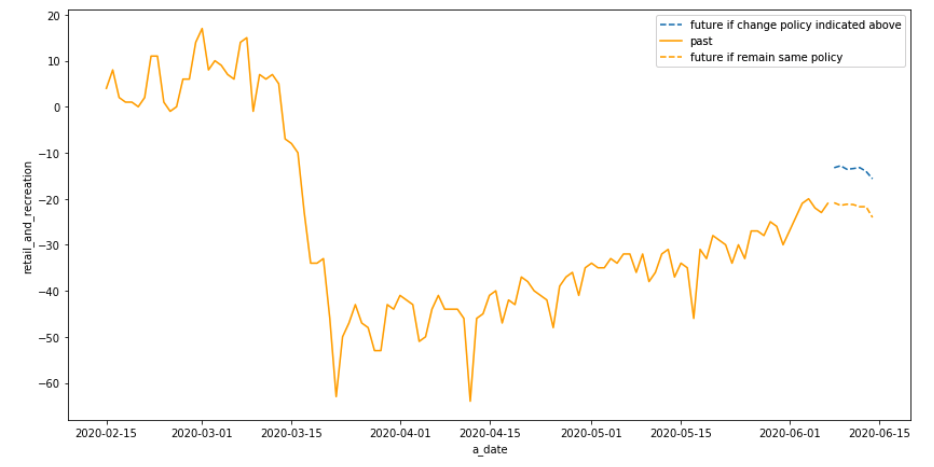 20
10
0
−10
−20
−30
−40
−50
−60
retail_and_recreation
future if change policy indicated above
past
future if remain same policy
2020-02-15 2020-03-01 2020-03-15 2020-04-01 2020-04-15 2020-05-01 2020-05-15 2020-06-01 2020-06-15
a_date